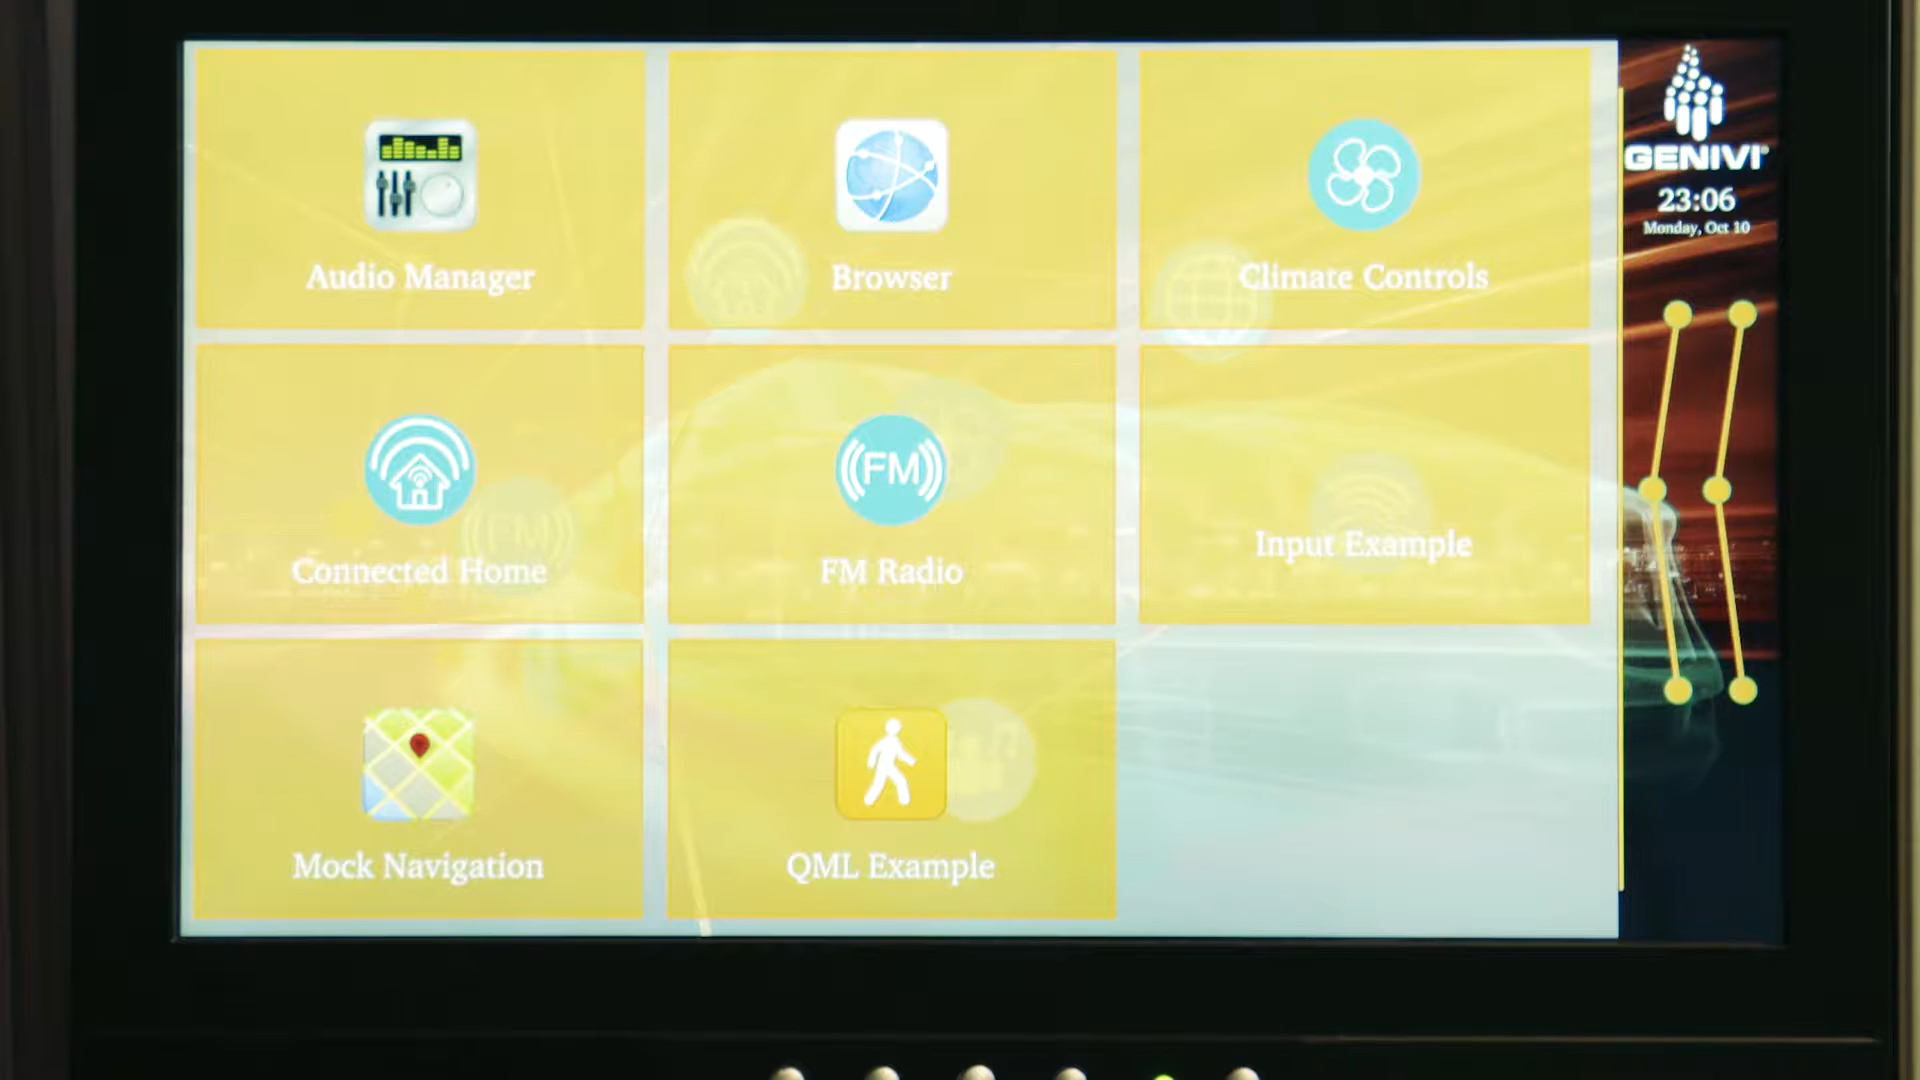 Audio Manager
Browser
Climate Controls
Connected Home
FM
FM Radio
Input Example
Mock Navigation
QML Example
GENIVI®
23:06
Monday, Oct 10
FM